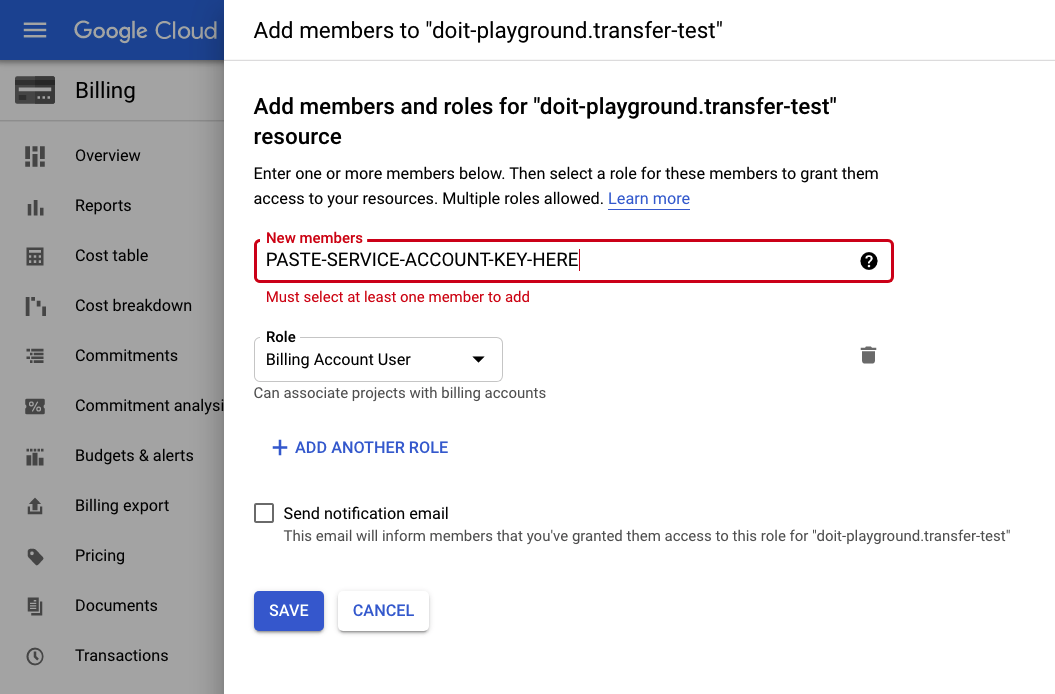 Google Cloud
Billing
Overview
Reports
Cost table
Cost breakdown
Commitments
Commitment analysi
Budgets & alerts
Billing export
Pricing
Documents
Transactions
Add members to "doit-playground.transfer-test"
Add members and roles for "doit-playground.transfer-test"
resource
Enter one or more members below. Then select a role for these members to grant them
access to your resources. Multiple roles allowed. Learn more
New members
PASTE-SERVICE-ACCOUNT-KEY-HERE
Must select at least one member to add
Role
Billing Account User
Can associate projects with billing accounts
ADD ANOTHER ROLE
Send notification email
This email will inform members that you've granted them access to this role for "doit-playground.transfer-test"
SAVE CANCEL